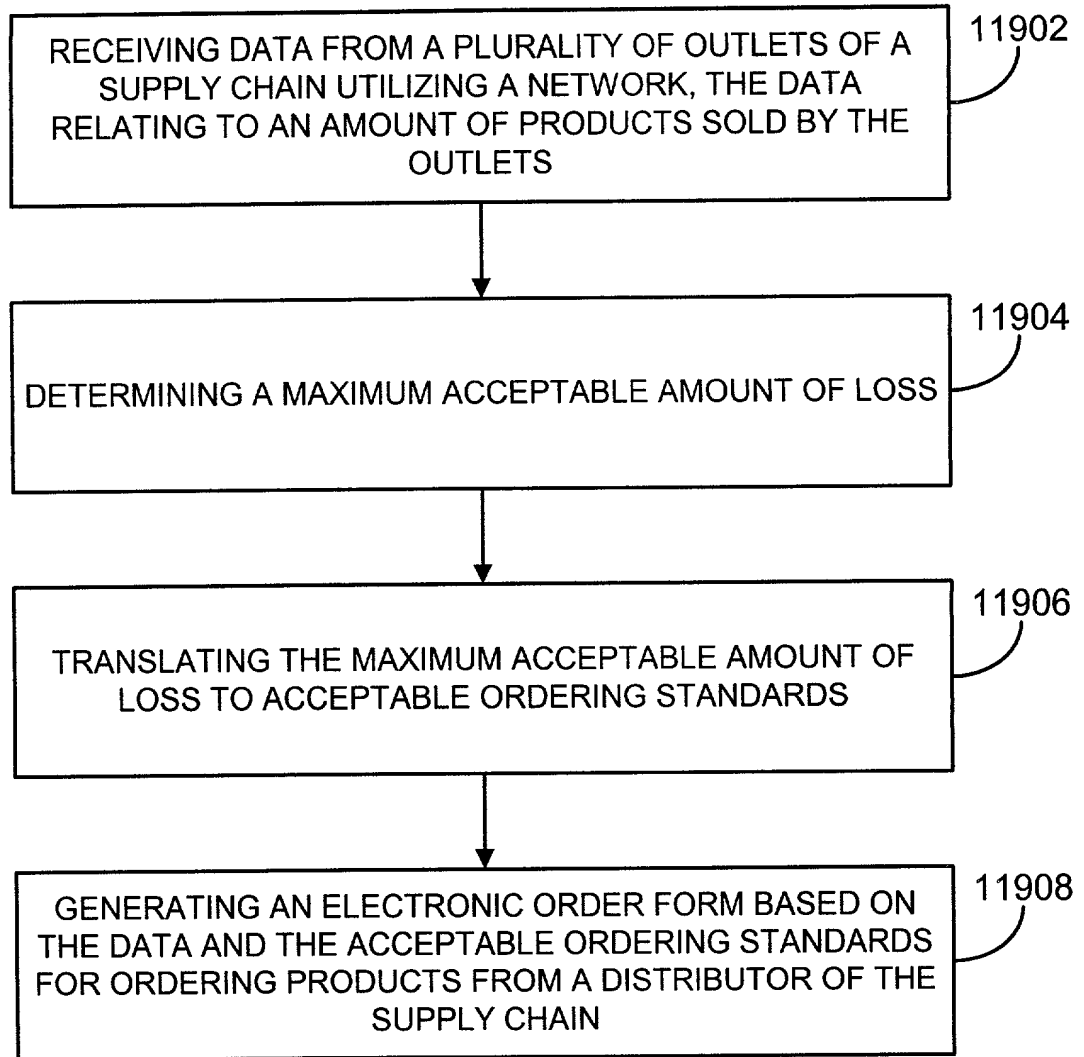 11902
RECEIVING DATA FROM A PLURALITY OF OUTLETS OF A
SUPPLY CHAIN UTILIZING A NETWORK, THE DATA
RELATING TO AN AMOUNT OF PRODUCTS SOLD BY THE
OUTLETS
11904
DETERMINING A MAXIMUM ACCEPTABLE AMOUNT OF LOSS
11906
TRANSLATING THE MAXIMUM ACCEPTABLE AMOUNT OF
LOSS TO ACCEPTABLE ORDERING STANDARDS
11908
GENERATING AN ELECTRONIC ORDER FORM BASED ON
THE DATA AND THE ACCEPTABLE ORDERING STANDARDS
FOR ORDERING PRODUCTS FROM A DISTRIBUTOR OF THE
SUPPLY CHAIN